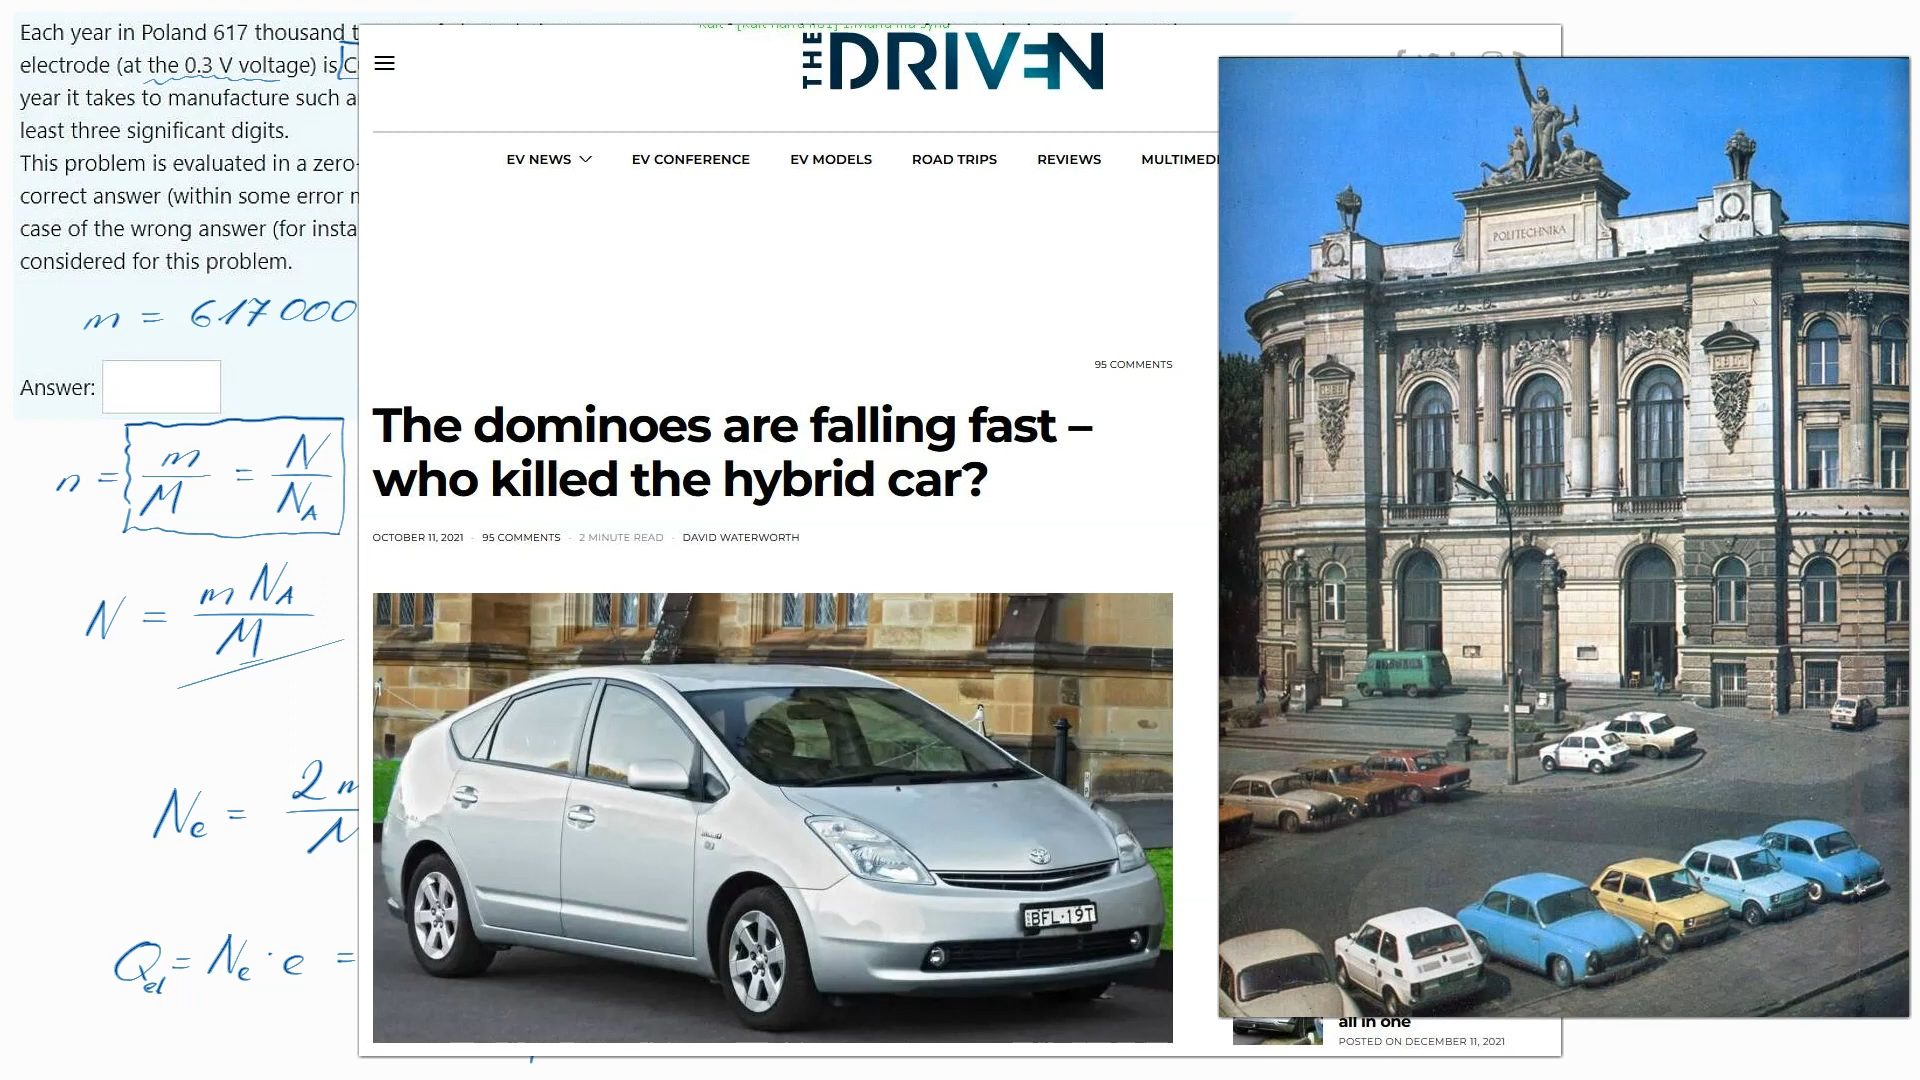 Each year in Poland 617 thousand
electrode (at the 0.3 V voltage) is
year it takes to manufacture such a
least three significant digits.
This problem is evaluated in a zero-
correct answer (within some error
case of the wrong answer (for insta
considered for this problem.
m = 617 000
Answer:
n = m/M = N/N_A
N = m N_A / M
N_e = 2 m
Q_el = N_e · e =
THE DRIVEN
EV NEWS
EV CONFERENCE
EV MODELS
ROAD TRIPS
REVIEWS
MULTIMEDI
95 COMMENTS
The dominoes are falling fast –
who killed the hybrid car?
OCTOBER 11, 2021 · 95 COMMENTS · 2 MINUTE READ · DAVID WATERWORTH
BFL·19T
POLITECHNIKA
all in one
POSTED ON DECEMBER 11, 2021